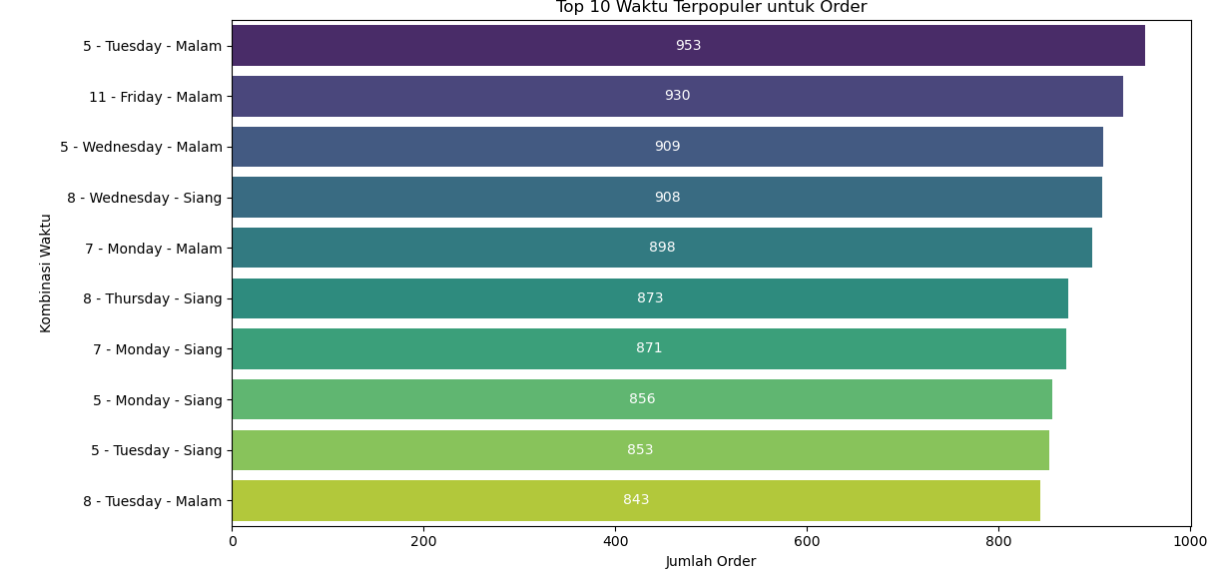 Top 10 Waktu Terpopuler untuk Order
Kombinasi Waktu
5 - Tuesday - Malam 953
11 - Friday - Malam 930
5 - Wednesday - Malam 909
8 - Wednesday - Siang 908
7 - Monday - Malam 898
8 - Thursday - Siang 873
7 - Monday - Siang 871
5 - Monday - Siang 856
5 - Tuesday - Siang 853
8 - Tuesday - Malam 843
0 200 400 600 800 1000
Jumlah Order